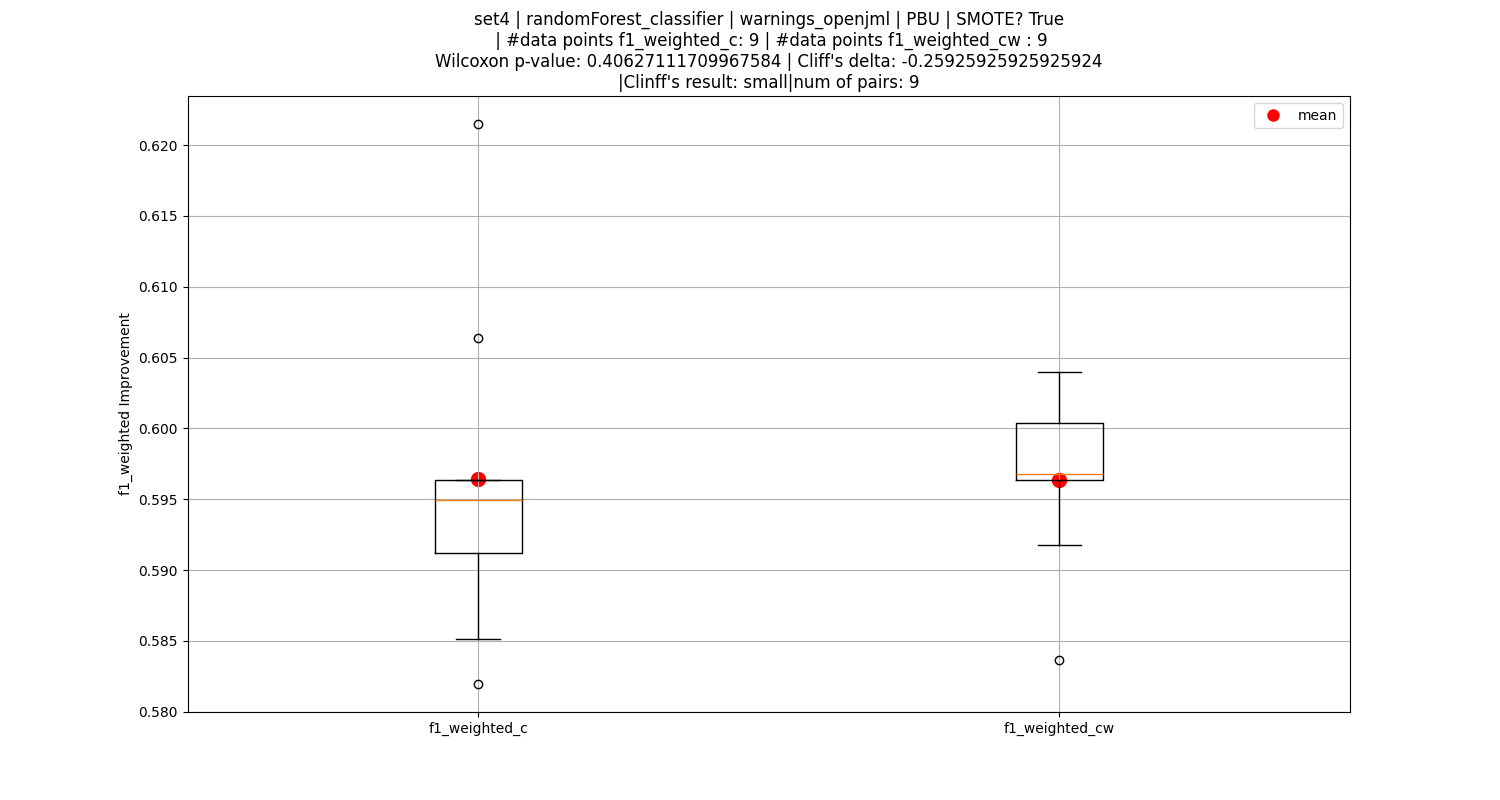 set4 | randomForest_classifier | warnings_openjml | PBU | SMOTE? True
| #data points f1_weighted_c: 9 | #data points f1_weighted_cw : 9
Wilcoxon p-value: 0.40627111709967584 | Cliff's delta: -0.25925925925925924
|Clinff's result: small|num of pairs: 9
mean
0.620
0.615
0.610
0.605
0.600
0.595
0.590
0.585
0.580
f1_weighted Improvement
f1_weighted_c
f1_weighted_cw